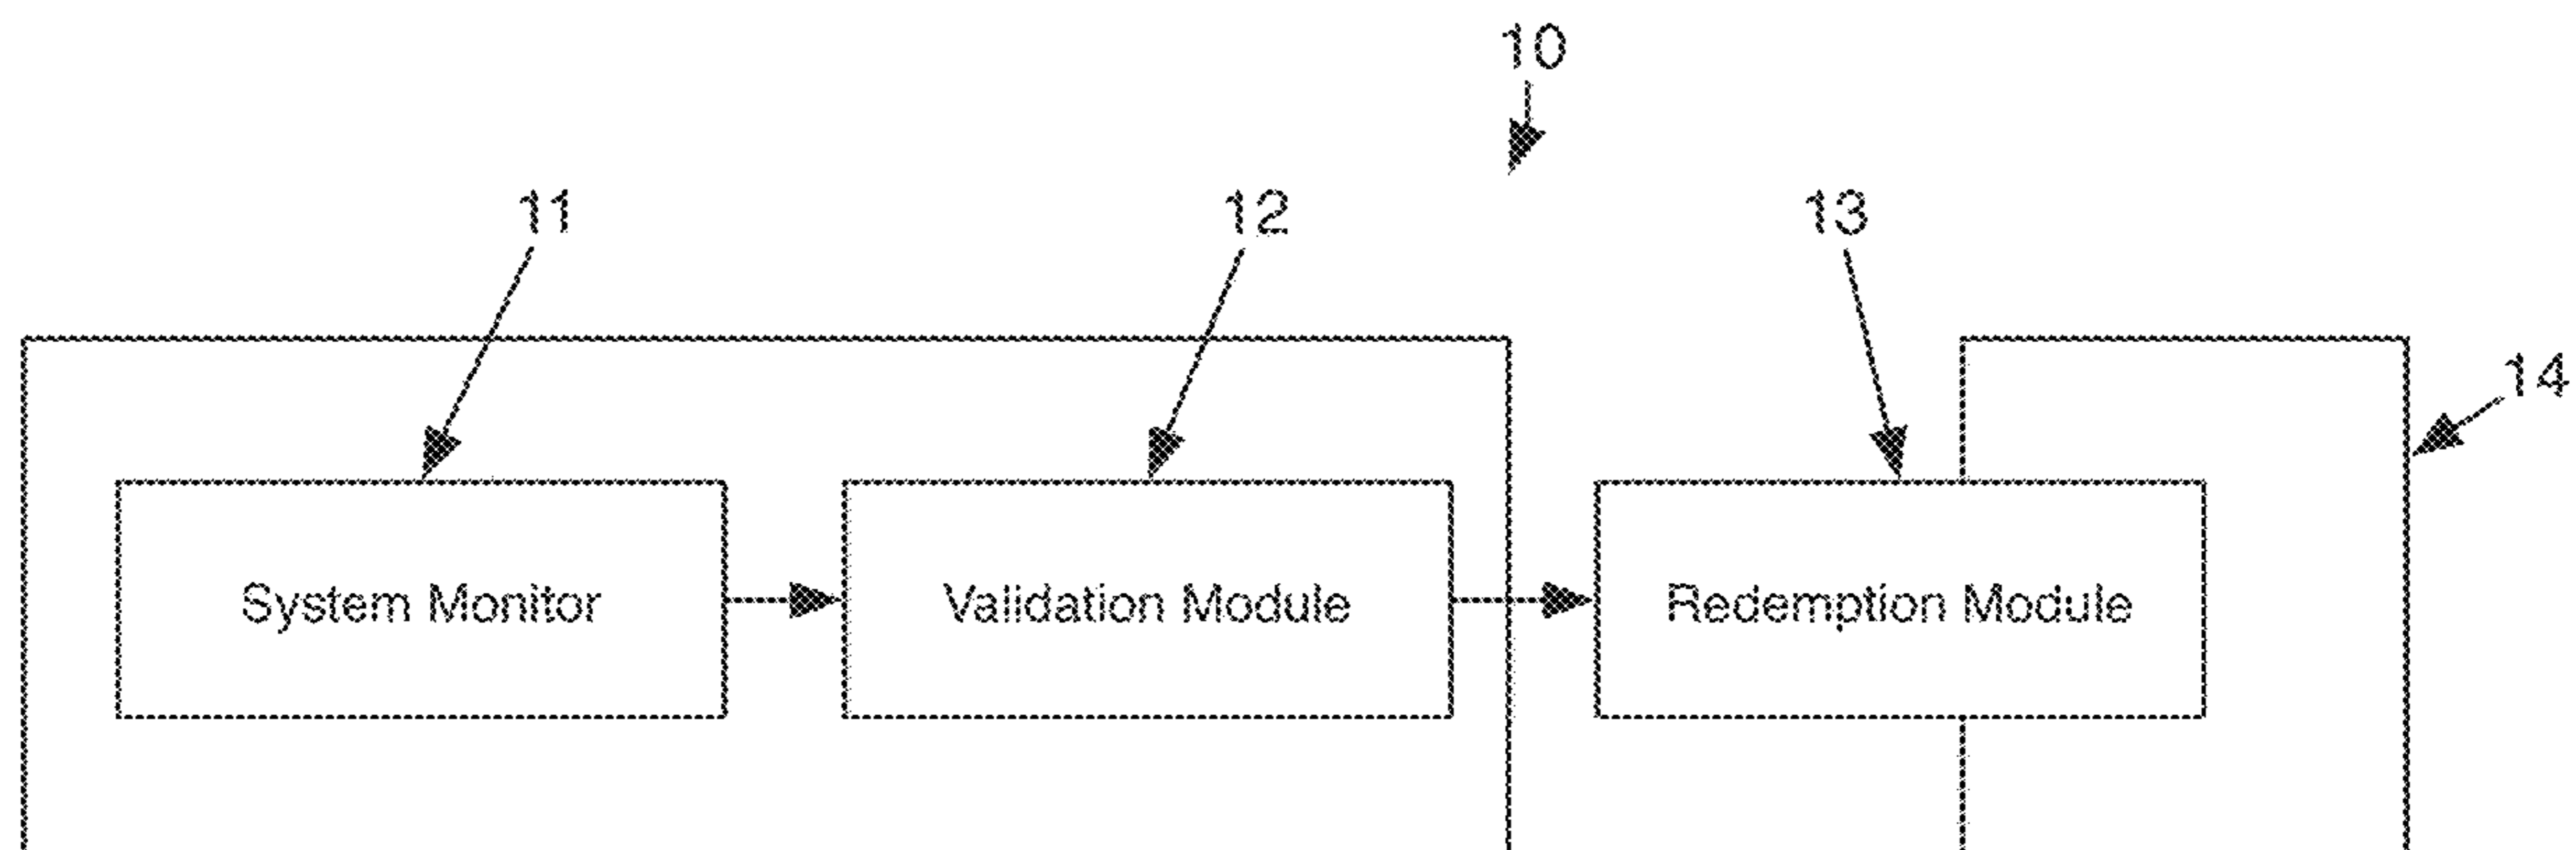 10
11
12
13
14
System Monitor
Validation Module
Redemption Module